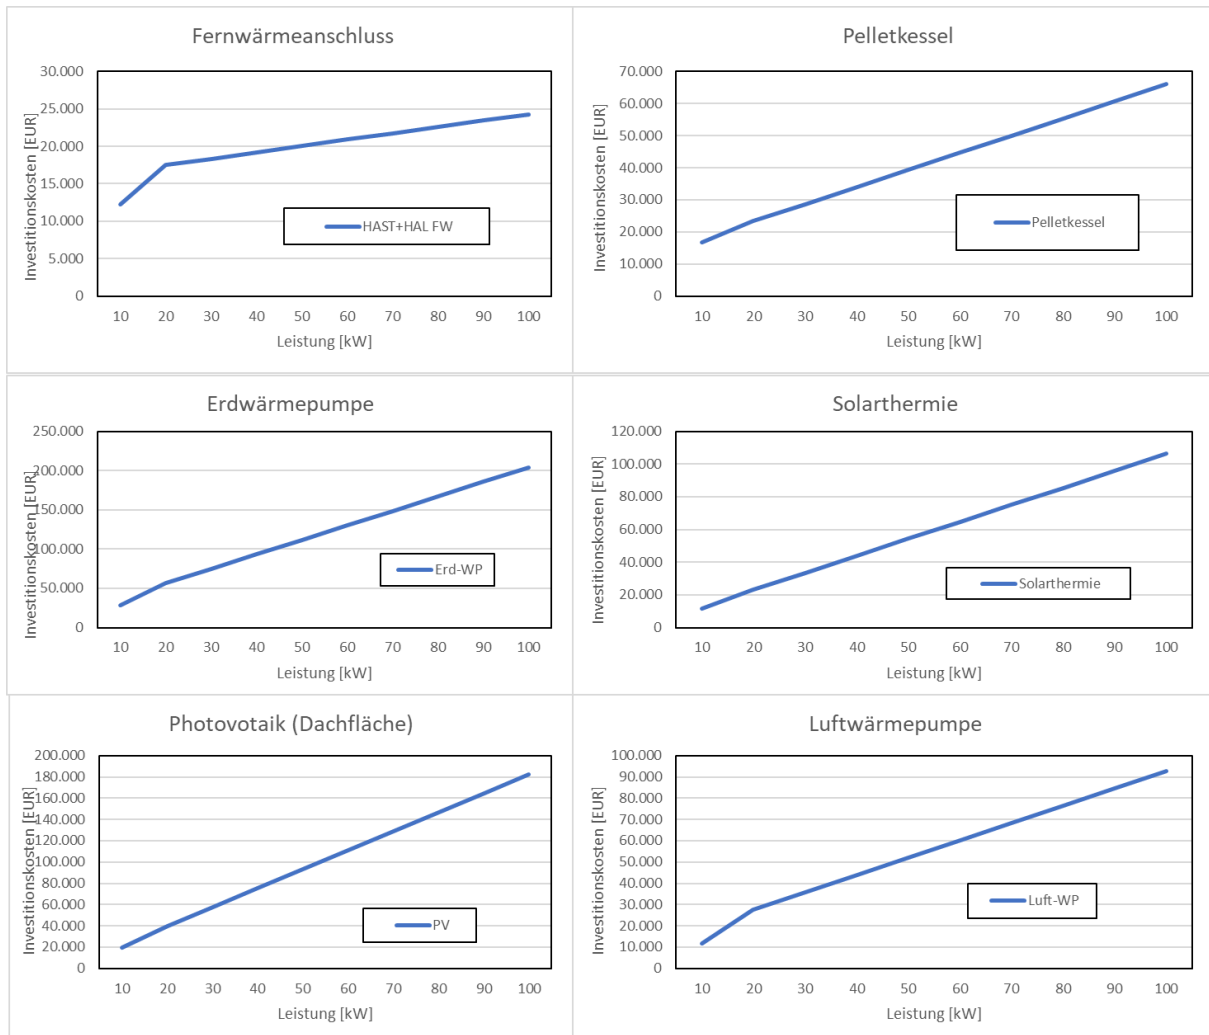 Fernwärmeanschluss
Investitionskosten [EUR]
30.000
25.000
20.000
15.000
10.000
5.000
0
HAST+HAL FW
10 20 30 40 50 60 70 80 90 100
Leistung [kW]
Pelletkessel
Investitionskosten [EUR]
70.000
60.000
50.000
40.000
30.000
20.000
10.000
0
Pelletkessel
10 20 30 40 50 60 70 80 90 100
Leistung [kW]
Erdwärmepumpe
Investitionskosten [EUR]
250.000
200.000
150.000
100.000
50.000
0
Erd-WP
10 20 30 40 50 60 70 80 90 100
Leistung [kW]
Solarthermie
Investitionskosten [EUR]
120.000
100.000
80.000
60.000
40.000
20.000
0
Solarthermie
10 20 30 40 50 60 70 80 90 100
Leistung [kW]
Photovotaik (Dachfläche)
Investitionskosten [EUR]
200.000
180.000
160.000
140.000
120.000
100.000
80.000
60.000
40.000
20.000
0
PV
10 20 30 40 50 60 70 80 90 100
Leistung [kW]
Luftwärmepumpe
Investitionskosten [EUR]
100.000
90.000
80.000
70.000
60.000
50.000
40.000
30.000
20.000
10.000
0
Luft-WP
10 20 30 40 50 60 70 80 90 100
Leistung [kW]